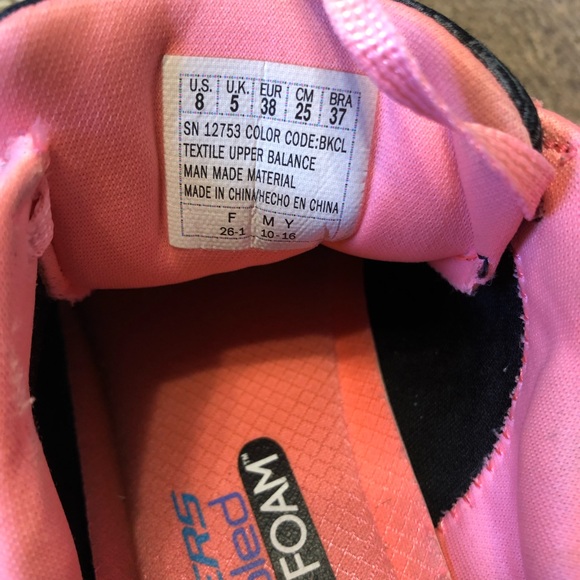 U.S. U.K. EUR CM BRA
8 5 38 25 37
SN 12753 COLOR CODE:BKCL
TEXTILE UPPER BALANCE
MAN MADE MATERIAL
MADE IN CHINA/HECHO EN CHINA
F M Y
26-1 10-16
FOAM™
FOAM